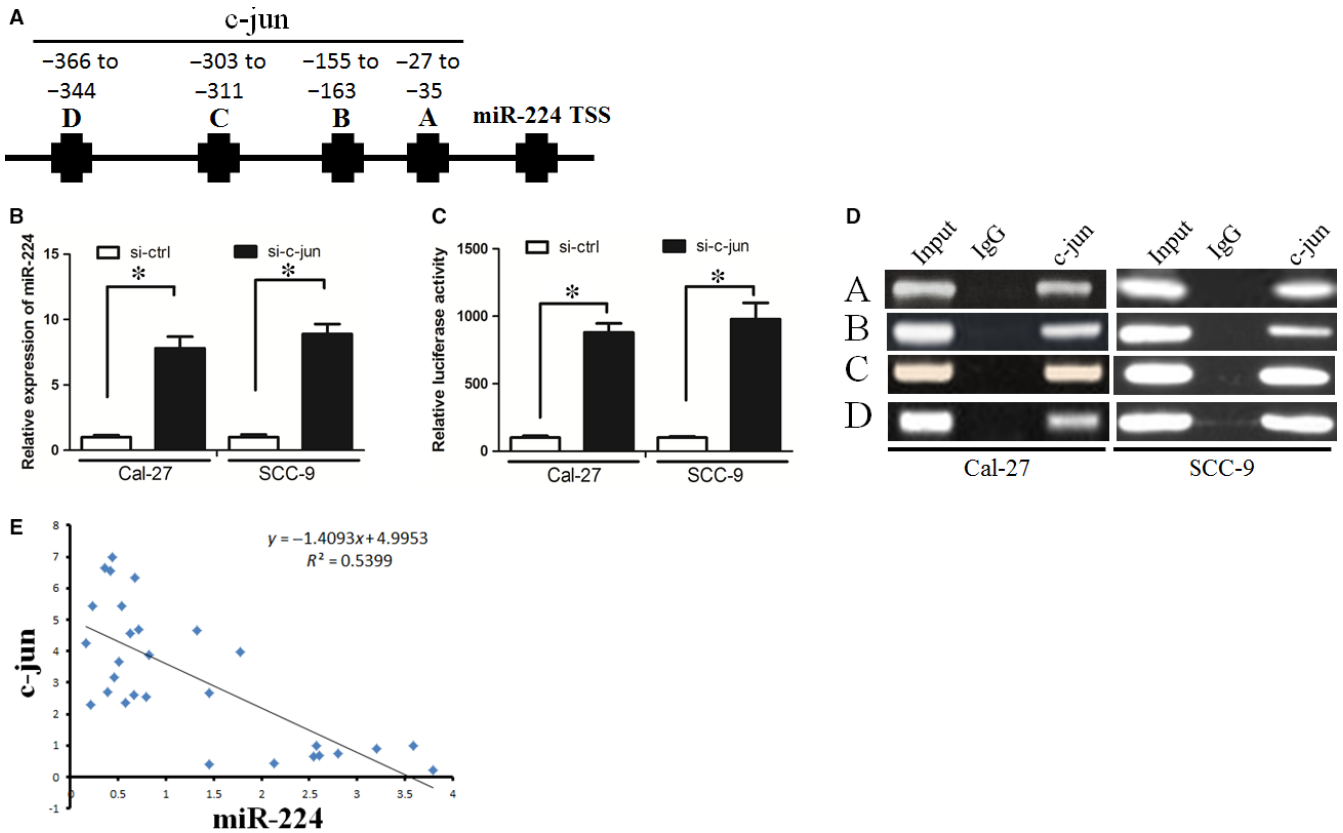 A
c-jun
−366 to −303 to −155 to −27 to
−344 −311 −163 −35
D C B A miR-224 TSS
B
si-ctrl si-c-jun
Relative expression of miR-224
15
10
5
0
* *
Cal-27 SCC-9
C
si-ctrl si-c-jun
Relative luciferase activity
1500
1000
500
0
* *
Cal-27 SCC-9
D
Input IgG c-jun Input IgG c-jun
A
B
C
D
Cal-27 SCC-9
E
y = −1.4093x + 4.9953
R² = 0.5399
c-jun
8
7
6
5
4
3
2
1
0
-1
0 0.5 1 1.5 2 2.5 3 3.5 4
miR-224